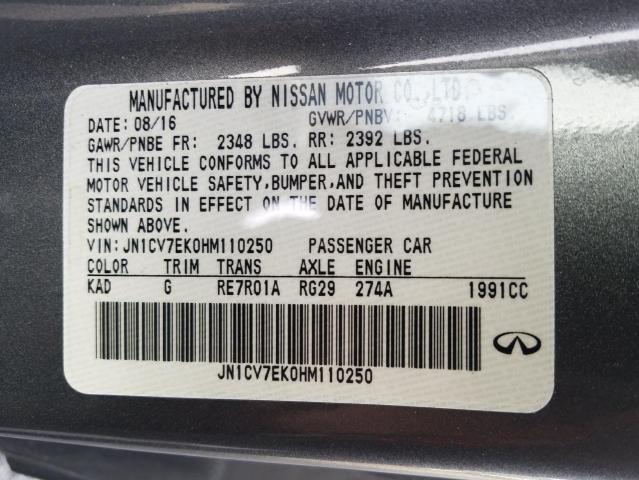 MANUFACTURED BY NISSAN MOTOR CO., LTD.
DATE: 08/16 GVWR/PNBV: 4718 LBS.
GAWR/PNBE FR: 2348 LBS. RR: 2392 LBS.
THIS VEHICLE CONFORMS TO ALL APPLICABLE FEDERAL
MOTOR VEHICLE SAFETY,BUMPER,AND THEFT PREVENTION
STANDARDS IN EFFECT ON THE DATE OF MANUFACTURE
SHOWN ABOVE.
VIN:JN1CV7EK0HM110250 PASSENGER CAR
COLOR TRIM TRANS AXLE ENGINE
KAD G RE7R01A RG29 274A 1991CC
JN1CV7EK0HM110250